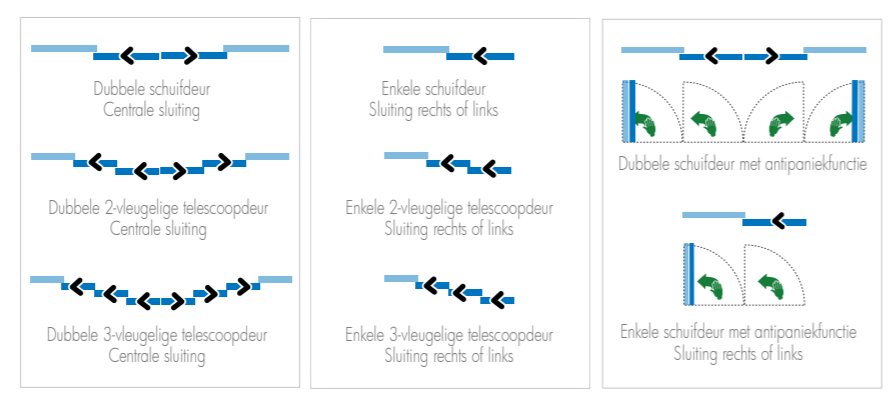 Dubbele schuifdeur
Centrale sluiting
Dubbele 2-vleugelige telescoopdeur
Centrale sluiting
Dubbele 3-vleugelige telescoopdeur
Centrale sluiting
Enkele schuifdeur
Sluiting rechts of links
Enkele 2-vleugelige telescoopdeur
Sluiting rechts of links
Enkele 3-vleugelige telescoopdeur
Sluiting rechts of links
Dubbele schuifdeur met antipaniekfunctie
Enkele schuifdeur met antipaniekfunctie
Sluiting rechts of links